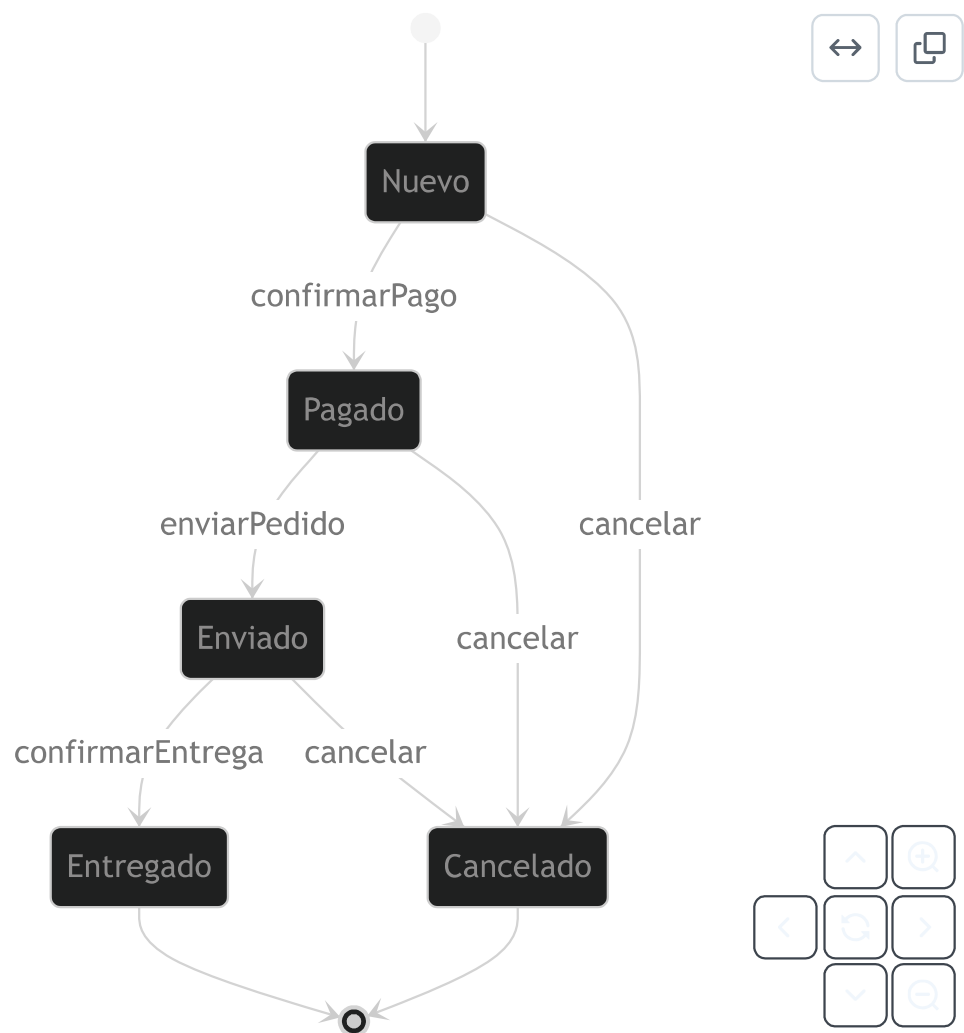 Nuevo
confirmarPago
Pagado
enviarPedido
cancelar
Enviado
cancelar
confirmarEntrega
cancelar
Entregado
Cancelado